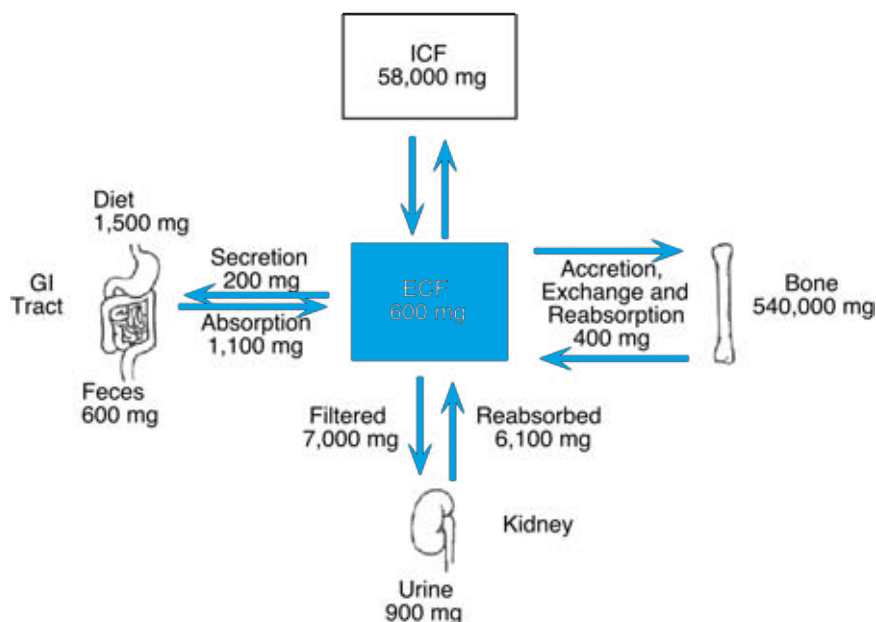 ICF
58,000 mg
Diet
1,500 mg
GI
Tract
Secretion
200 mg
Absorption
1,100 mg
Feces
600 mg
ECF
600 mg
Accretion,
Exchange and
Reabsorption
400 mg
Bone
540,000 mg
Filtered
7,000 mg
Reabsorbed
6,100 mg
Kidney
Urine
900 mg